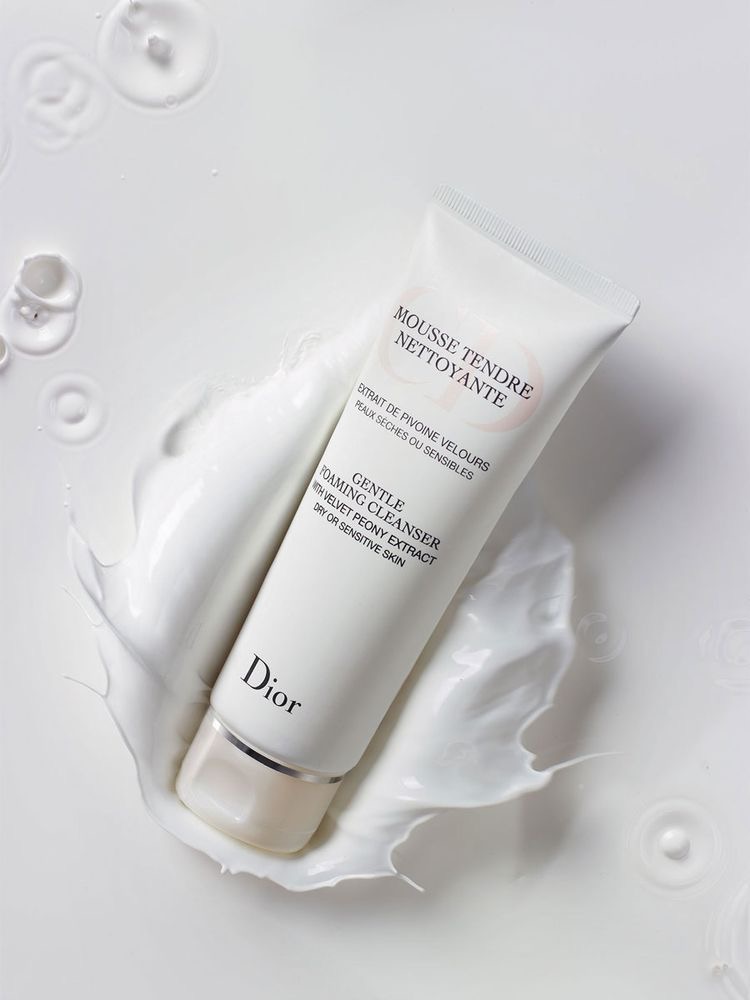 CD
MOUSSE TENDRE
NETTOYANTE
EXTRAIT DE PIVOINE VELOURS
PEAUX SÈCHES OU SENSIBLES
GENTLE
FOAMING CLEANSER
WITH VELVET PEONY EXTRACT
DRY OR SENSITIVE SKIN
Dior